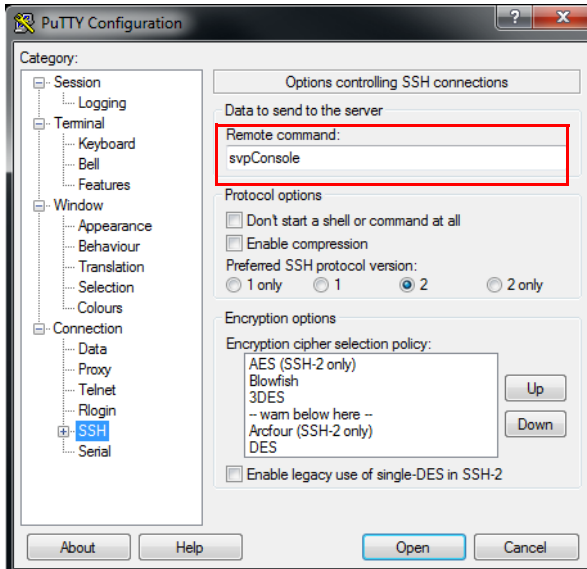 PuTTY Configuration
Category:
Session
Logging
Terminal
Keyboard
Bell
Features
Window
Appearance
Behaviour
Translation
Selection
Colours
Connection
Data
Proxy
Telnet
Rlogin
SSH
Serial
Options controlling SSH connections
Data to send to the server
Remote command:
svpConsole
Protocol options
Don't start a shell or command at all
Enable compression
Preferred SSH protocol version:
1 only 1 2 2 only
Encryption options
Encryption cipher selection policy:
AES (SSH-2 only)
Blowfish
3DES
-- warn below here --
Arcfour (SSH-2 only)
DES
Up
Down
Enable legacy use of single-DES in SSH-2
About Help Open Cancel